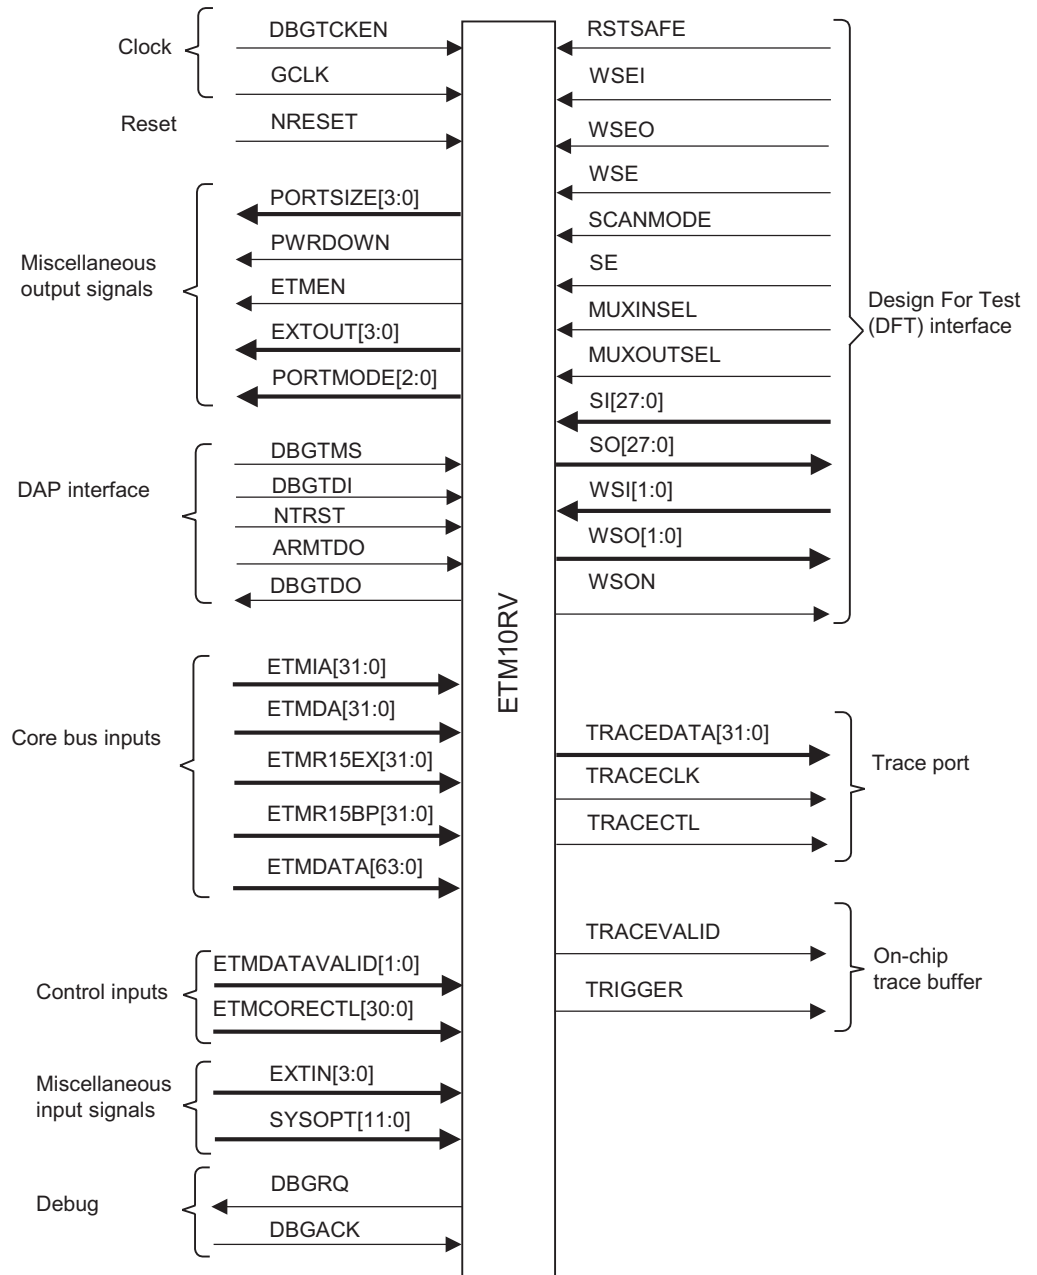 Clock
DBGTCKEN
GCLK
Reset
NRESET
Miscellaneous
output signals
PORTSIZE[3:0]
PWRDOWN
ETMEN
EXTOUT[3:0]
PORTMODE[2:0]
DAP interface
DBGTMS
DBGTDI
NTRST
ARMTDO
DBGTDO
Core bus inputs
ETMIA[31:0]
ETMDA[31:0]
ETMR15EX[31:0]
ETMR15BP[31:0]
ETMDATA[63:0]
Control inputs
ETMDATAVALID[1:0]
ETMCORECTL[30:0]
Miscellaneous
input signals
EXTIN[3:0]
SYSOPT[11:0]
Debug
DBGRQ
DBGACK
ETM10RV
RSTSAFE
WSEI
WSEO
WSE
SCANMODE
SE
MUXINSEL
MUXOUTSEL
SI[27:0]
SO[27:0]
WSI[1:0]
WSO[1:0]
WSON
Design For Test
(DFT) interface
TRACEDATA[31:0]
TRACECLK
TRACECTL
Trace port
TRACEVALID
TRIGGER
On-chip
trace buffer